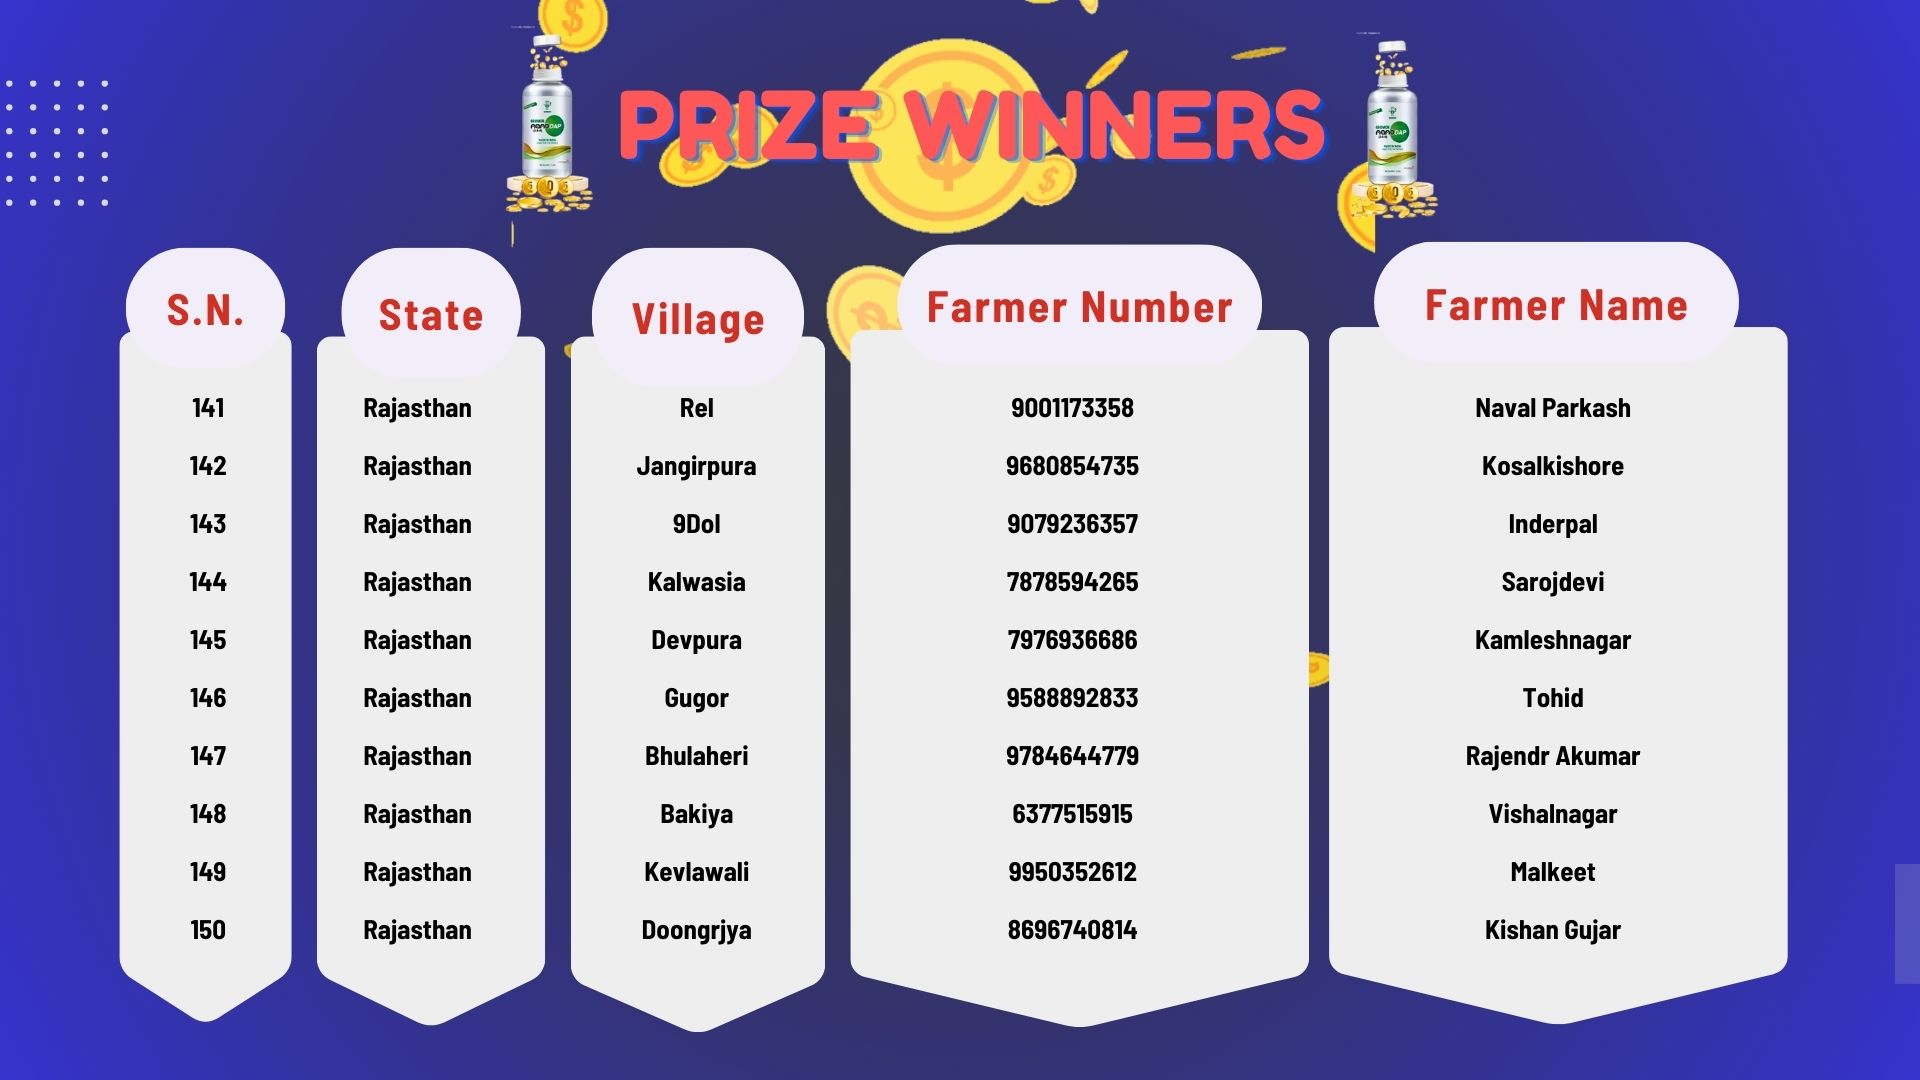 PRIZE WINNERS
S.N. State Village Farmer Number Farmer Name
141 Rajasthan Rel 9001173358 Naval Parkash
142 Rajasthan Jangirpura 9680854735 Kosalkishore
143 Rajasthan 9Dol 9079236357 Inderpal
144 Rajasthan Kalwasia 7878594265 Sarojdevi
145 Rajasthan Devpura 7976936686 Kamleshnagar
146 Rajasthan Gugor 9588892833 Tohid
147 Rajasthan Bhulaheri 9784644779 Rajendr Akumar
148 Rajasthan Bakiya 6377515915 Vishalnagar
149 Rajasthan Kevlawali 9950352612 Malkeet
150 Rajasthan Doongrjya 8696740814 Kishan Gujar